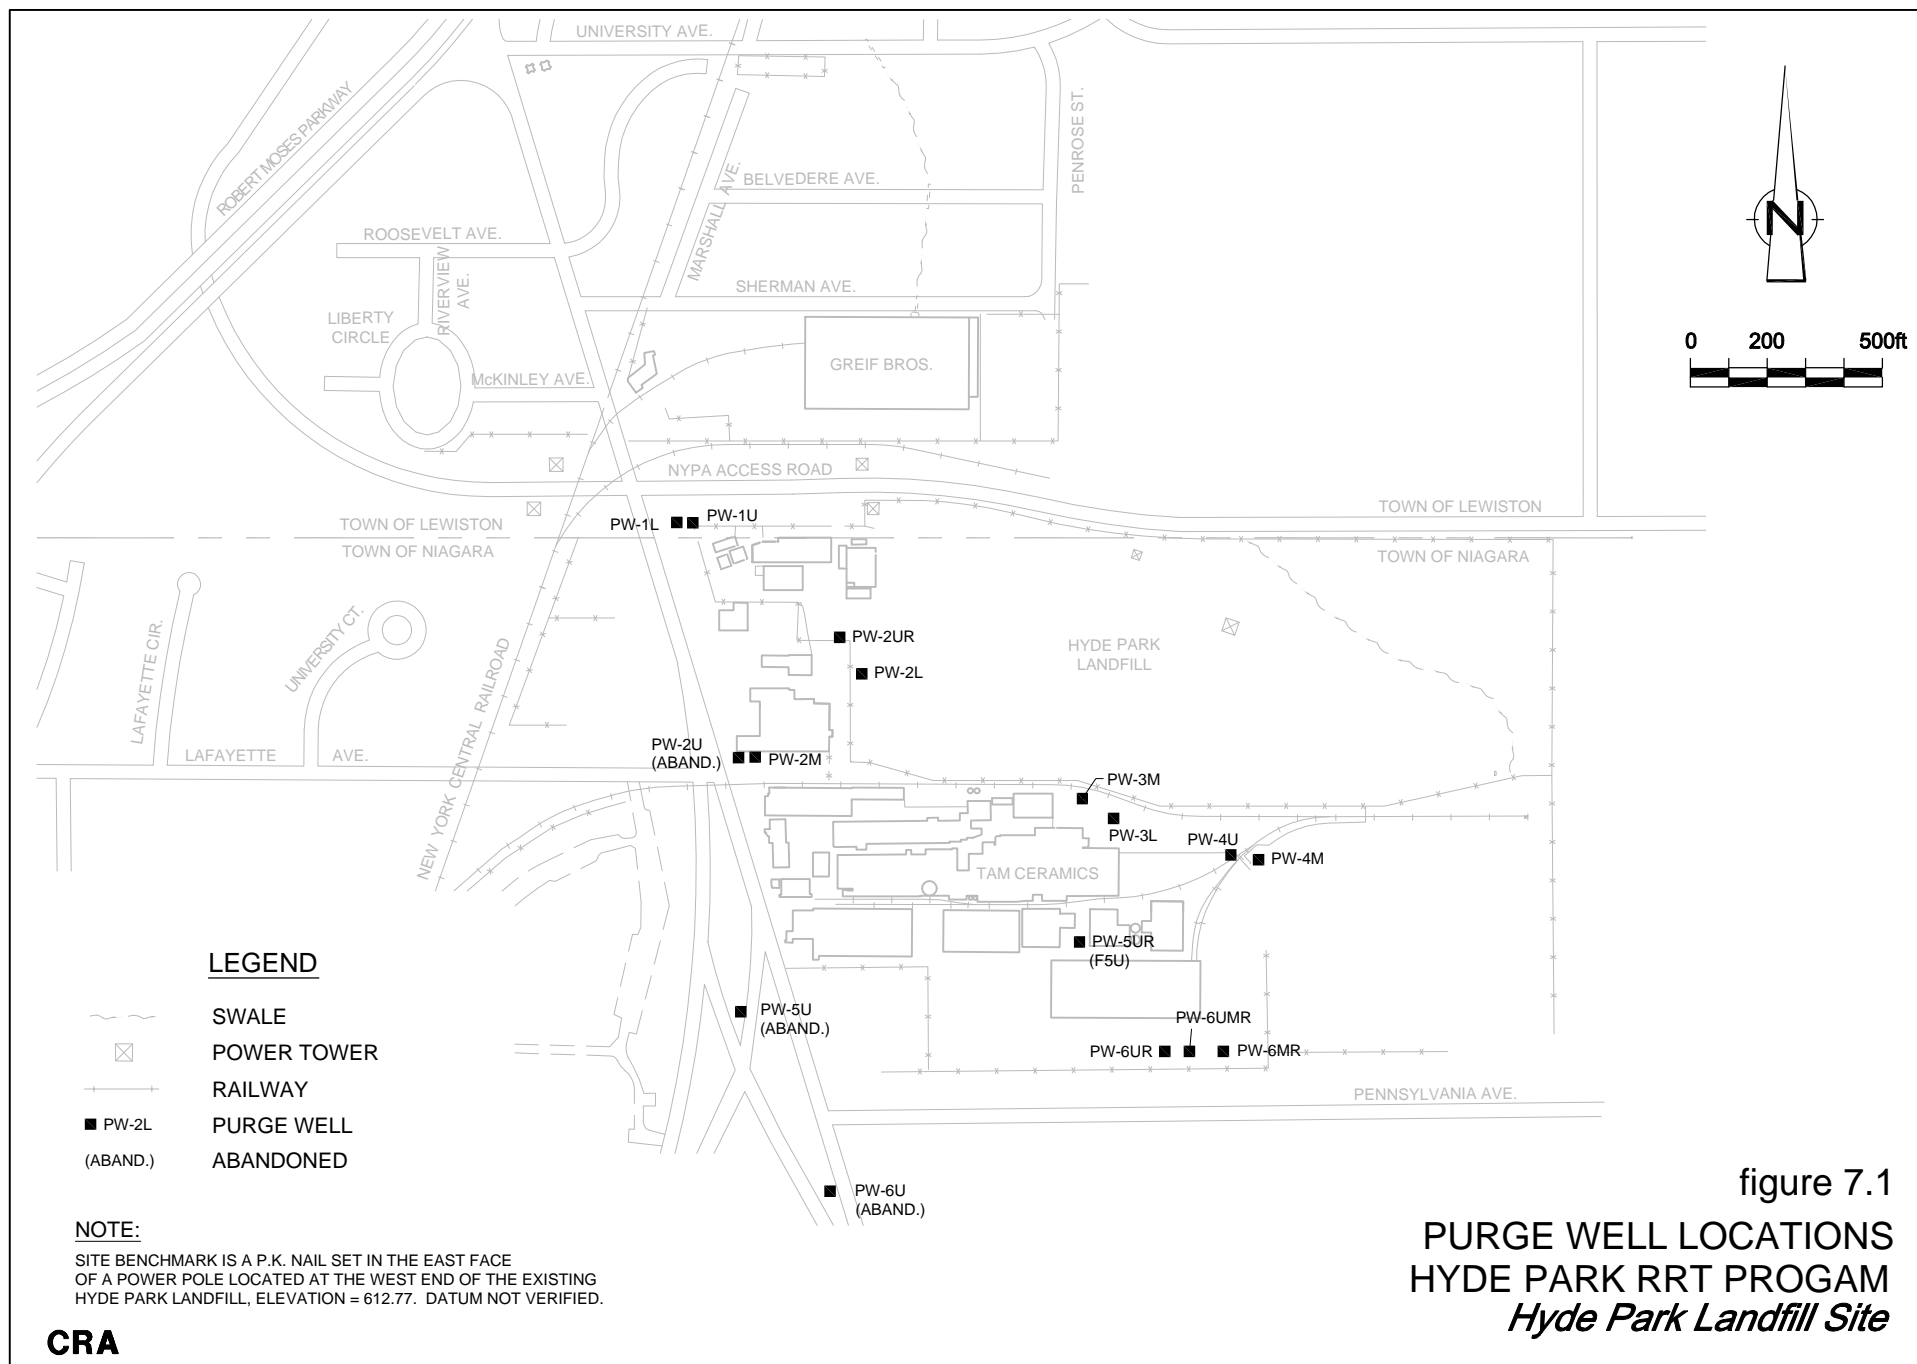 UNIVERSITY AVE.
ROBERT MOSES PARKWAY
PENROSE ST.
MARSHALL AVE.
BELVEDERE AVE.
ROOSEVELT AVE.
RIVERVIEW
AVE.
SHERMAN AVE.
LIBERTY
CIRCLE
GREIF BROS.
McKINLEY AVE.
N
0 200 500ft
NYPA ACCESS ROAD
TOWN OF LEWISTON
TOWN OF NIAGARA
PW-1L
PW-1U
TOWN OF LEWISTON
TOWN OF NIAGARA
LAFAYETTE CIR.
UNIVERSITY CT.
NEW YORK CENTRAL RAILROAD
PW-2UR
PW-2L
HYDE PARK
LANDFILL
LAFAYETTE AVE.
PW-2U
(ABAND.)
PW-2M
PW-3M
PW-3L
PW-4U
PW-4M
TAM CERAMICS
PW-5UR
(F5U)
PW-5U
(ABAND.)
PW-6UMR
PW-6UR
PW-6MR
PENNSYLVANIA AVE.
PW-6U
(ABAND.)
LEGEND
SWALE
POWER TOWER
RAILWAY
PW-2L PURGE WELL
(ABAND.) ABANDONED
NOTE:
SITE BENCHMARK IS A P.K. NAIL SET IN THE EAST FACE
OF A POWER POLE LOCATED AT THE WEST END OF THE EXISTING
HYDE PARK LANDFILL, ELEVATION = 612.77. DATUM NOT VERIFIED.
CRA
figure 7.1
PURGE WELL LOCATIONS
HYDE PARK RRT PROGAM
Hyde Park Landfill Site